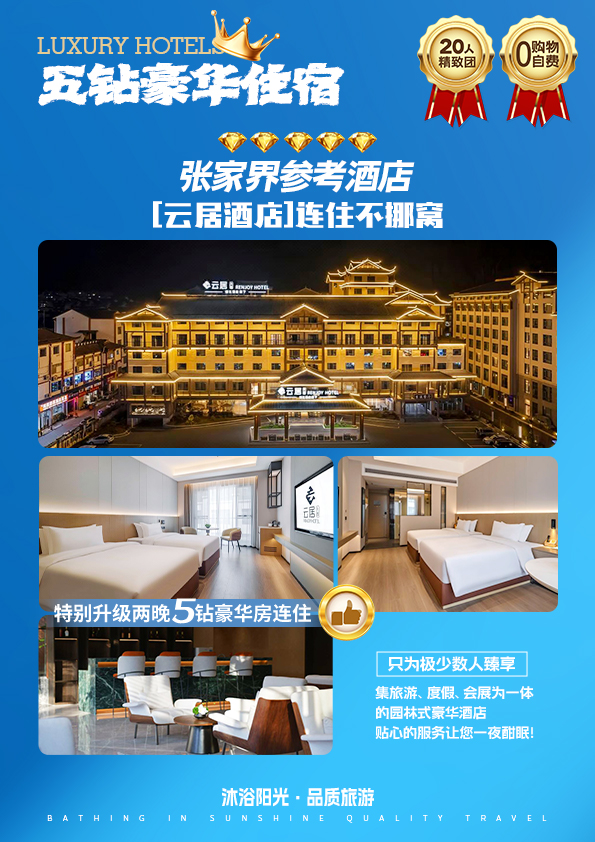 LUXURY HOTELS
五钻豪华住宿
20人
精致团
0购物
自费
张家界参考酒店
[云居酒店]连住不挪窝
云居
RENJOY HOTEL
云居
RENJOY HOTEL
云居
特别升级两晚5钻豪华房连住
只为极少数人臻享
集旅游、度假、会展为一体
的园林式豪华酒店
贴心的服务让您一夜酣眠!
沐浴阳光·品质旅游
BATHING IN SUNSHINE QUALITY TRAVEL